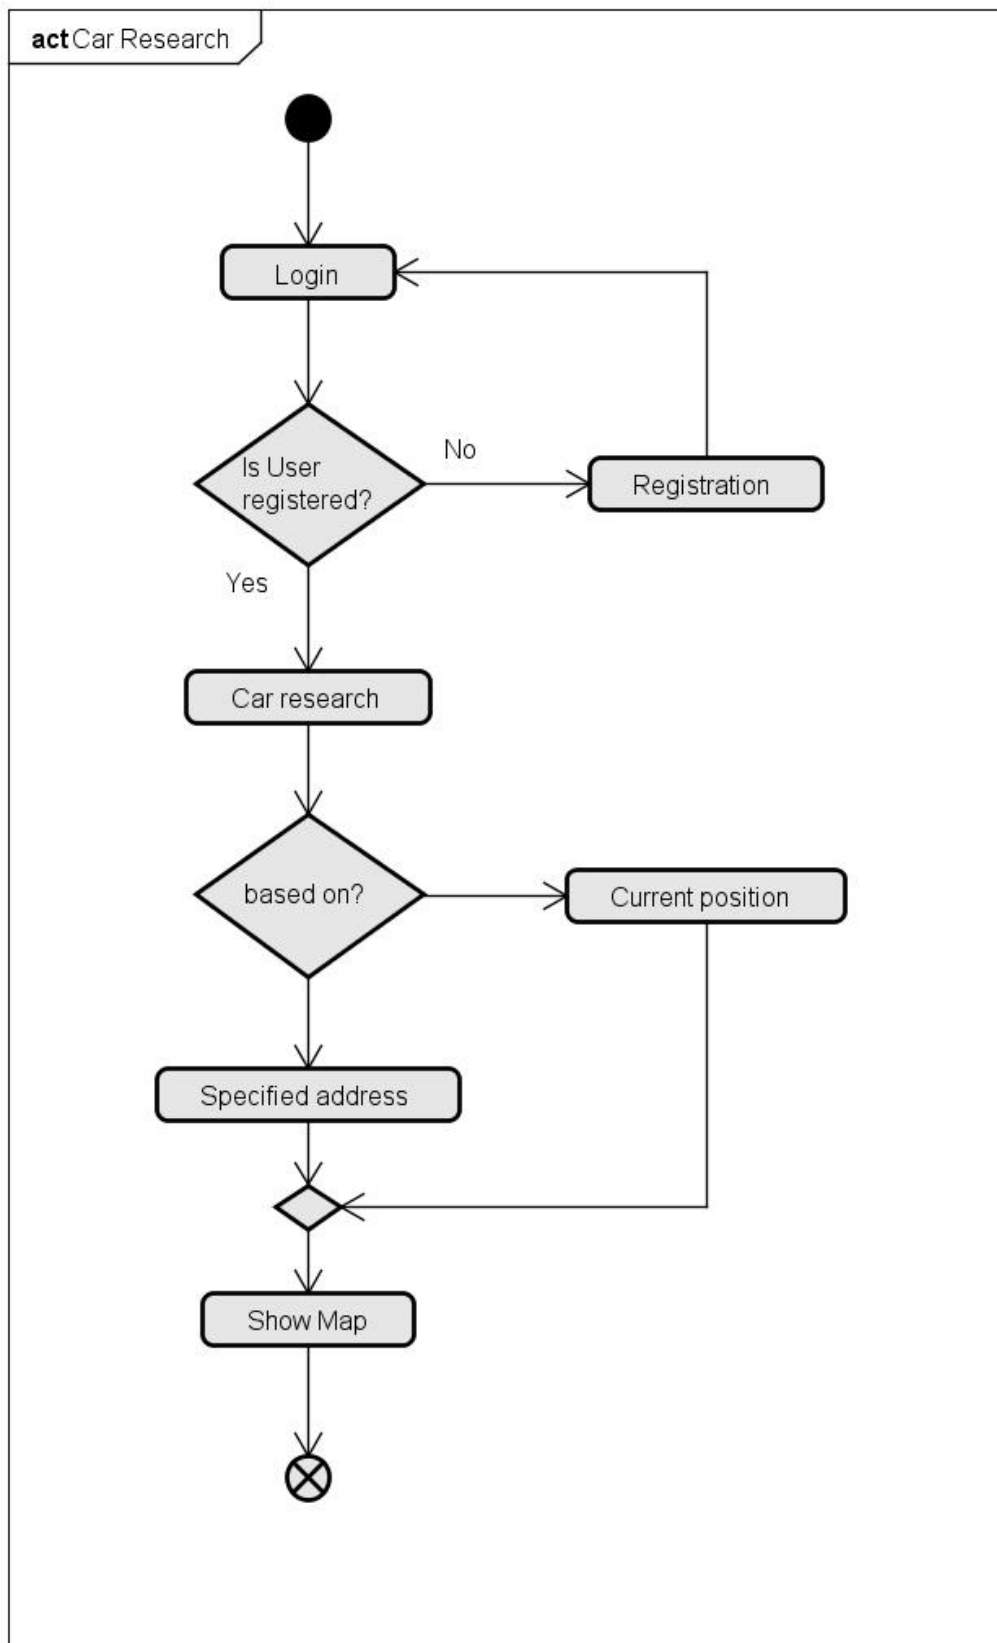 act Car Research
Login
Is User
registered?
No
Registration
Yes
Car research
based on?
Current position
Specified address
Show Map